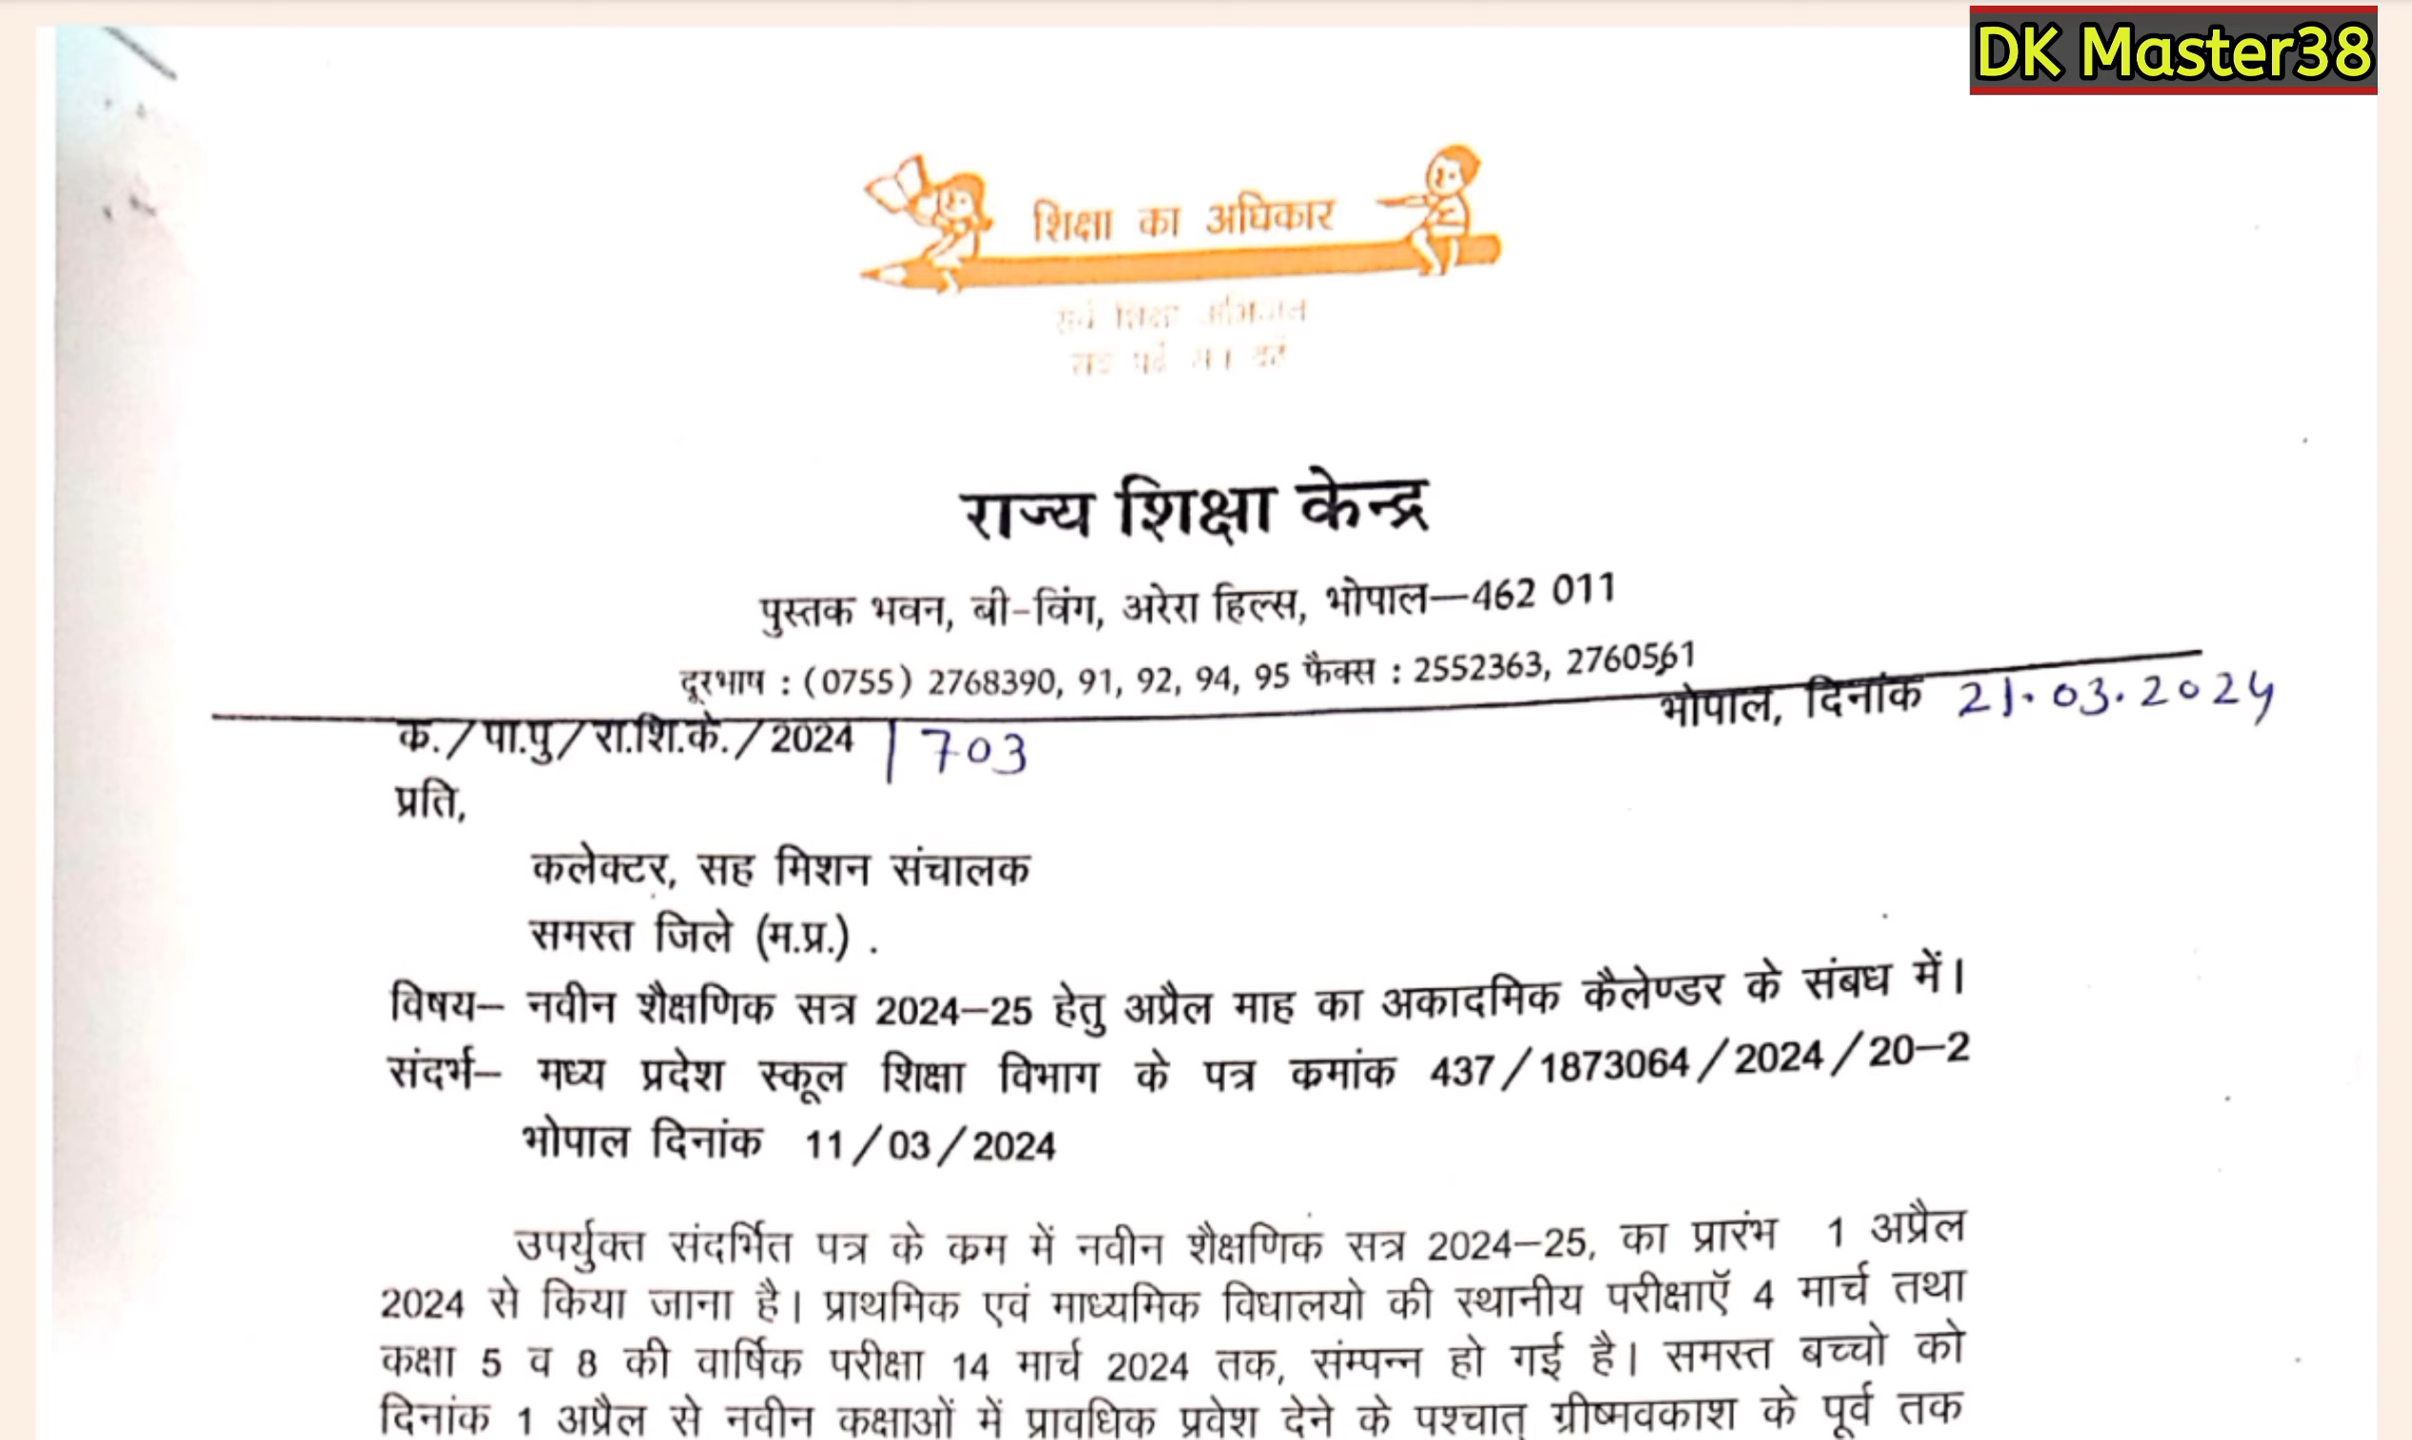 DK Master38
शिक्षा का अधिकार
राज्य शिक्षा केन्द्र
पुस्तक भवन, बी-विंग, अरेरा हिल्स, भोपाल—462 011
दूरभाष : (0755) 2768390, 91, 92, 94, 95 फैक्स : 2552363, 2760561
भोपाल, दिनांक 21.03.2024
क./पा.पु/रा.शि.के./2024 / 703
प्रति,
कलेक्टर, सह मिशन संचालक
समस्त जिले (म.प्र.) .
विषय— नवीन शैक्षणिक सत्र 2024—25 हेतु अप्रैल माह का अकादमिक कैलेण्डर के संबध में।
संदर्भ— मध्य प्रदेश स्कूल शिक्षा विभाग के पत्र कमांक 437/1873064/2024/20—2
भोपाल दिनांक 11/03/2024
उपर्युक्त संदर्भित पत्र के कम में नवीन शैक्षणिक सत्र 2024—25, का प्रारंभ 1 अप्रैल
2024 से किया जाना है। प्राथमिक एवं माध्यमिक विधालयो की स्थानीय परीक्षाऍ 4 मार्च तथा
कक्षा 5 व 8 की वार्षिक परीक्षा 14 मार्च 2024 तक, संम्पन्न हो गई है। समस्त बच्चो को
दिनांक 1 अप्रैल से नवीन कक्षाओं में प्रावधिक प्रवेश देने के पश्चात् ग्रीष्मवकाश के पूर्व तक